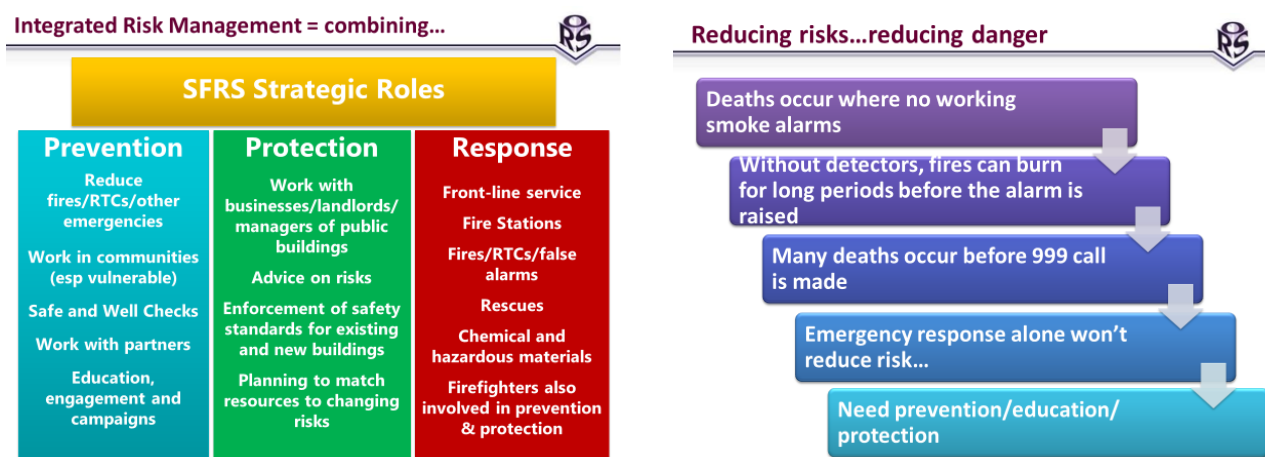 Integrated Risk Management = combining…
ORS
SFRS Strategic Roles
Prevention
Reduce
fires/RTCs/other
emergencies
Work in communities
(esp vulnerable)
Safe and Well Checks
Work with partners
Education,
engagement and
campaigns
Protection
Work with
businesses/landlords/
managers of public
buildings
Advice on risks
Enforcement of safety
standards for existing
and new buildings
Planning to match
resources to changing
risks
Response
Front-line service
Fire Stations
Fires/RTCs/false
alarms
Rescues
Chemical and
hazardous materials
Firefighters also
involved in prevention
& protection
Reducing risks…reducing danger
ORS
Deaths occur where no working
smoke alarms
Without detectors, fires can burn
for long periods before the alarm is
raised
Many deaths occur before 999 call
is made
Emergency response alone won’t
reduce risk…
Need prevention/education/
protection